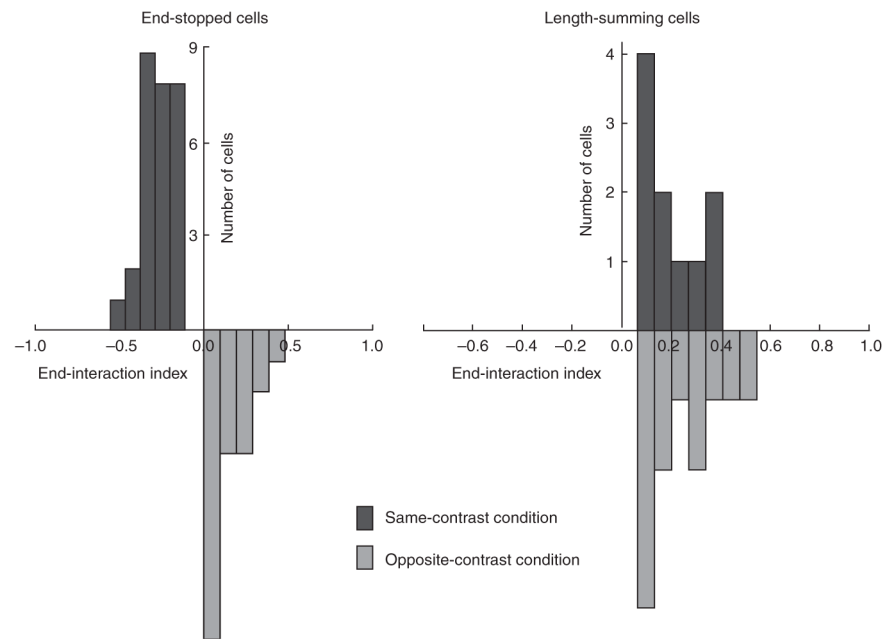 End-stopped cells
9
6
3
Number of cells
−1.0 −0.5 0.0 0.5 1.0
End-interaction index
Length-summing cells
4
3
2
1
Number of cells
−0.6 −0.4 −0.2 0.0 0.2 0.4 0.6 0.8 1.0
End-interaction index
Same-contrast condition
Opposite-contrast condition